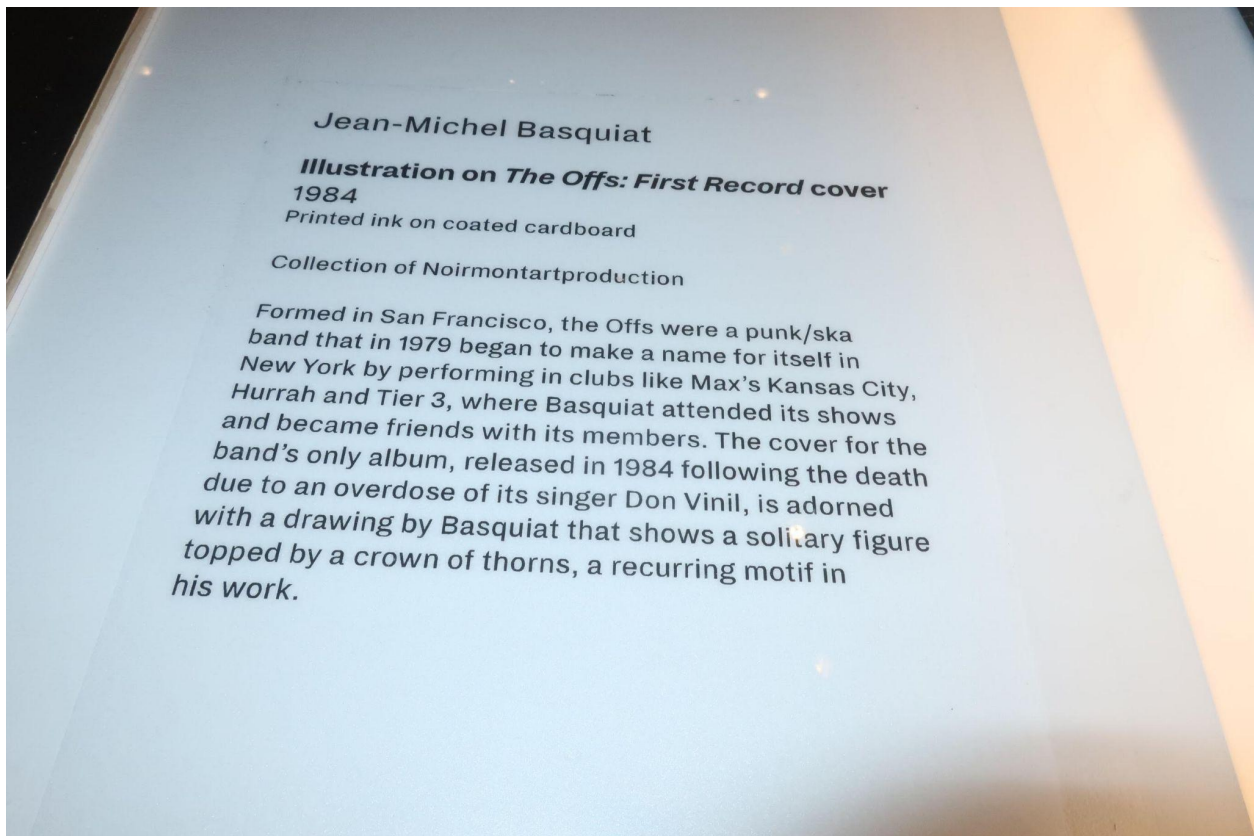 Jean-Michel Basquiat
Illustration on The Offs: First Record cover
1984
Printed ink on coated cardboard
Collection of Noirmontartproduction
Formed in San Francisco, the Offs were a punk/ska
band that in 1979 began to make a name for itself in
New York by performing in clubs like Max’s Kansas City,
Hurrah and Tier 3, where Basquiat attended its shows
and became friends with its members. The cover for the
band’s only album, released in 1984 following the death
due to an overdose of its singer Don Vinil, is adorned
with a drawing by Basquiat that shows a solitary figure
topped by a crown of thorns, a recurring motif in
his work.